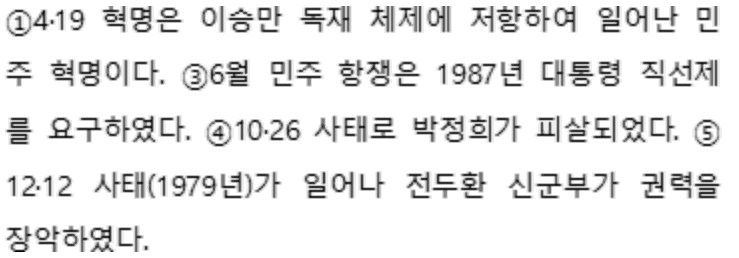 ①4·19 혁명은 이승만 독재 체제에 저항하여 일어난 민
주 혁명이다. ③6월 민주 항쟁은 1987년 대통령 직선제
를 요구하였다. ④10·26 사태로 박정희가 피살되었다. ⑤
12·12 사태(1979년)가 일어나 전두환 신군부가 권력을
장악하였다.